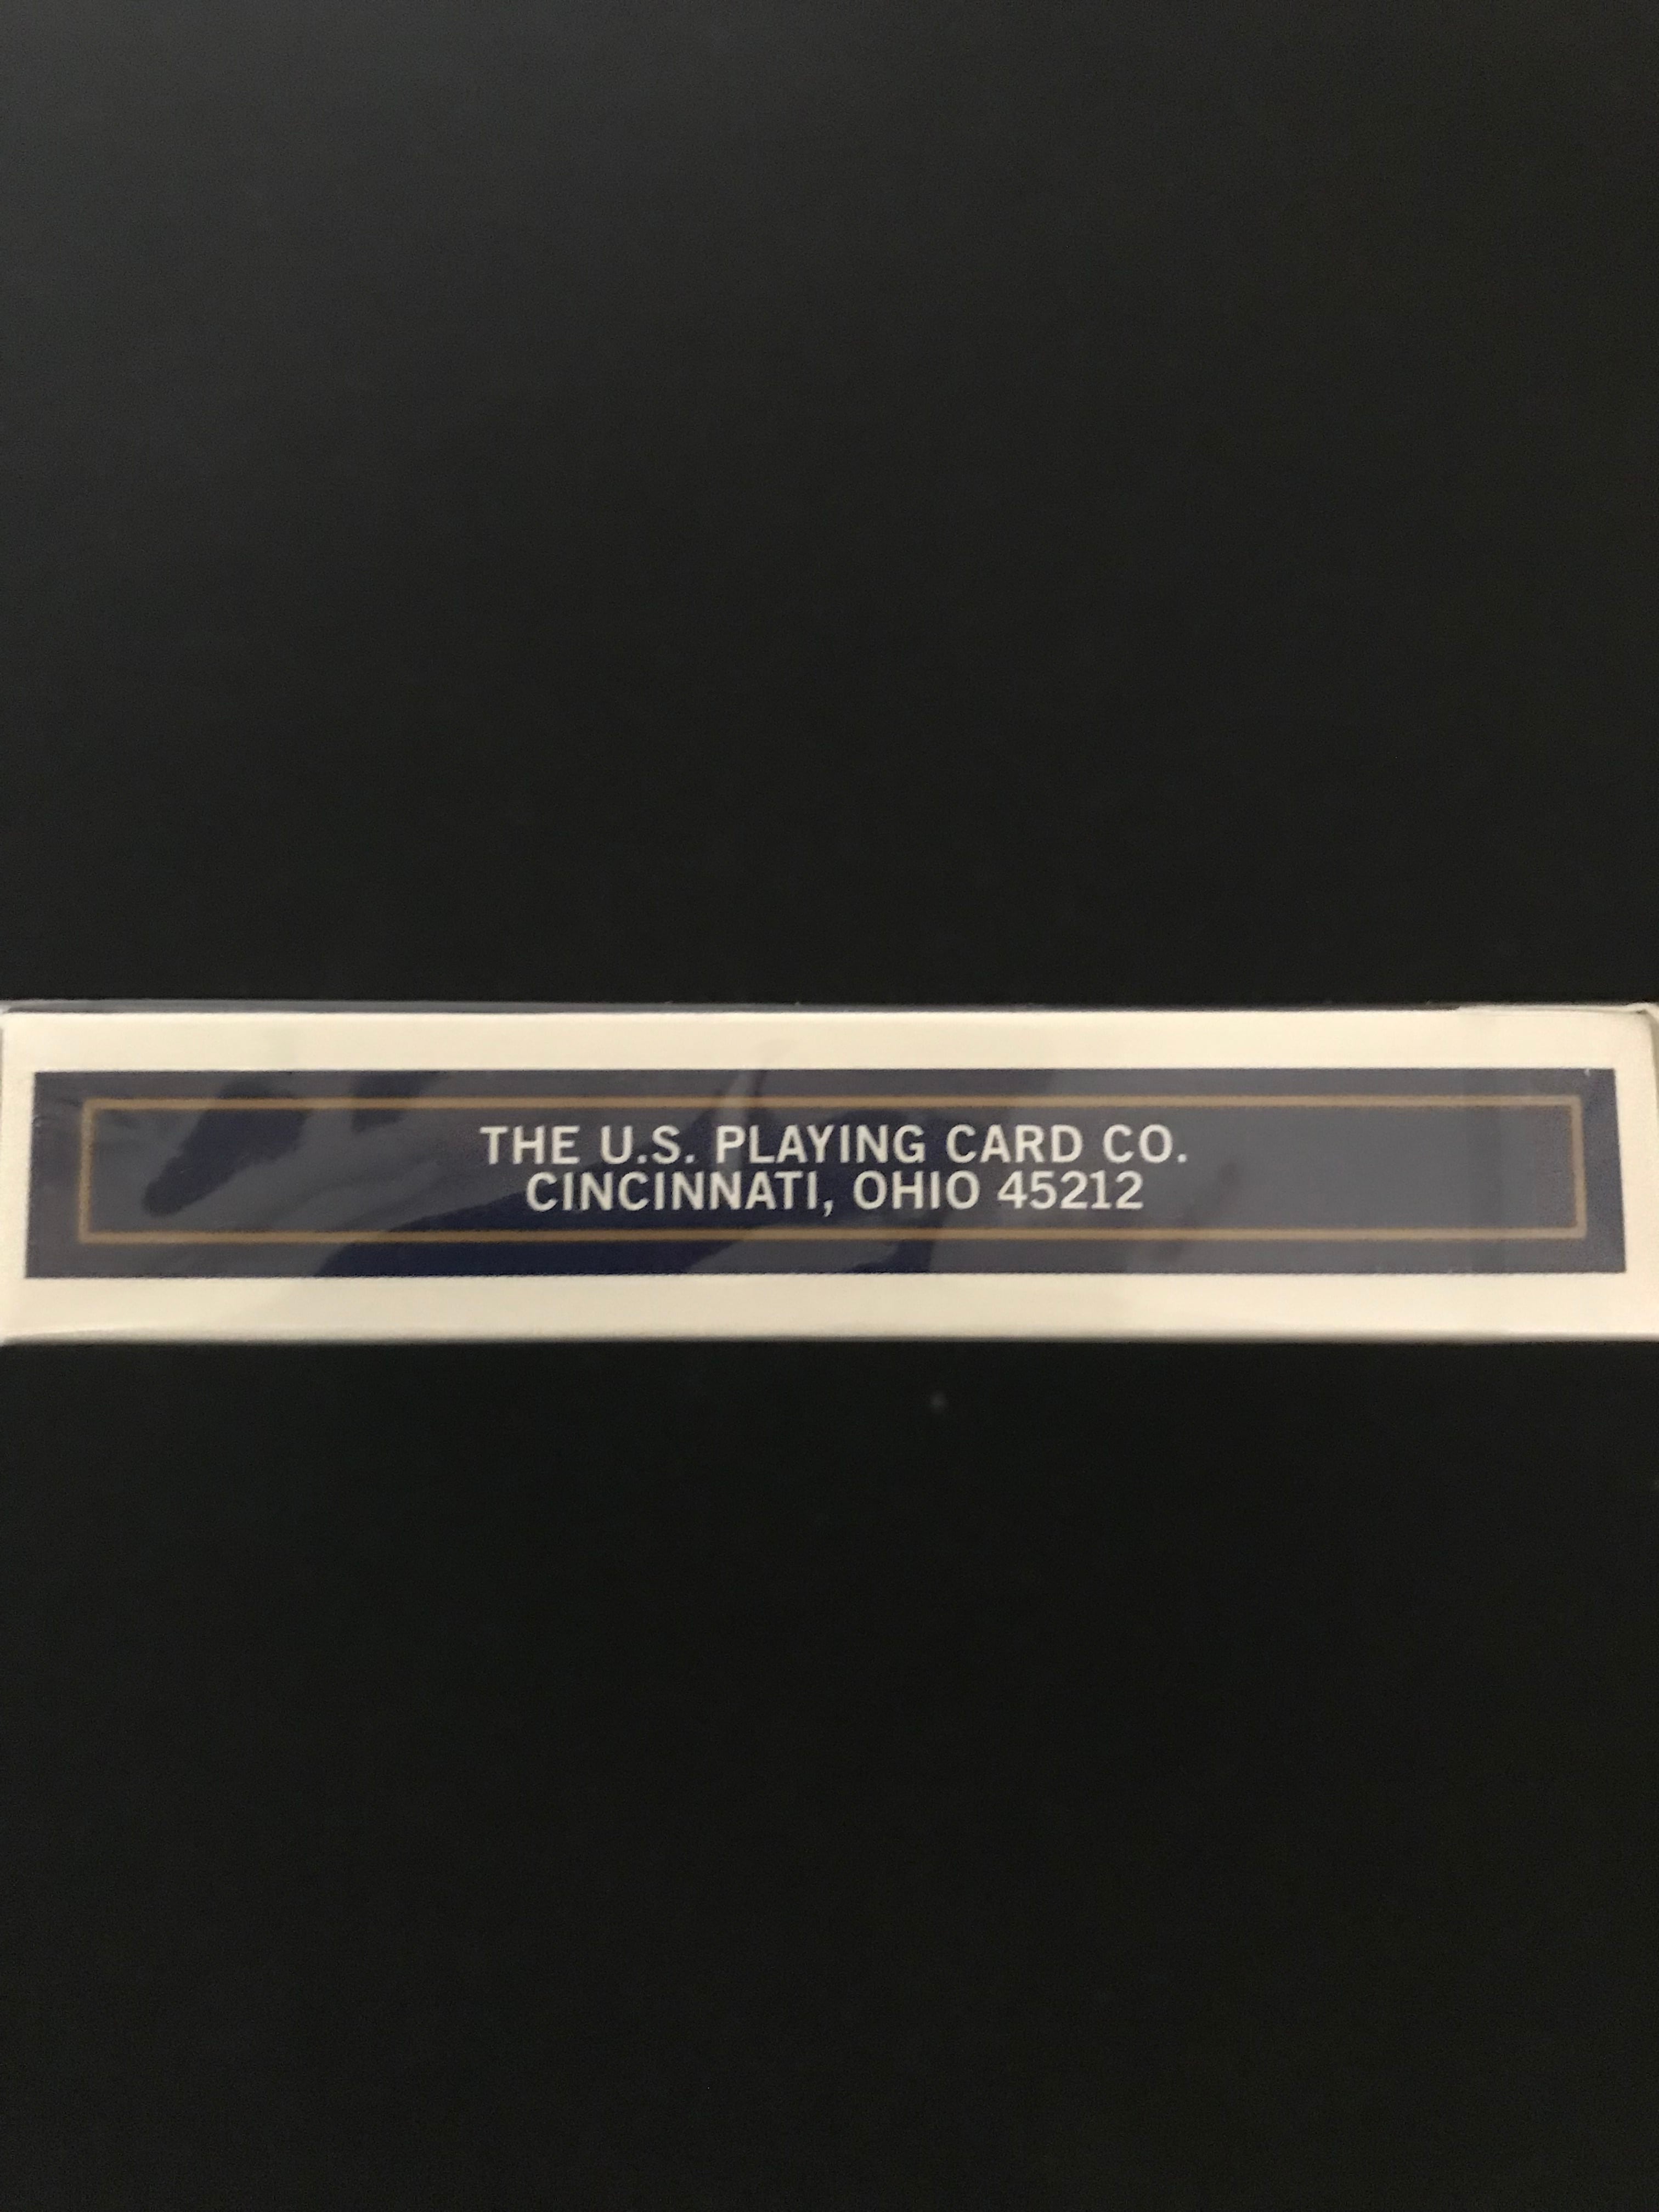 THE U.S. PLAYING CARD CO.
CINCINNATI, OHIO 45212